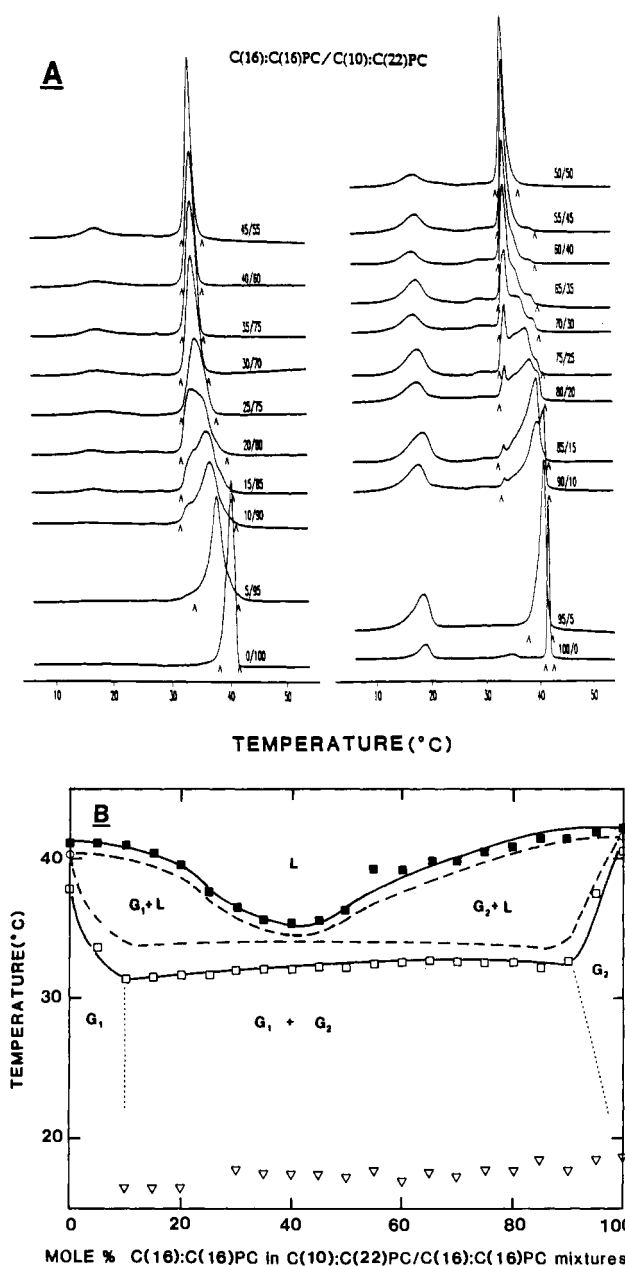 A
C(16):C(16)PC/C(10):C(22)PC
45/55
40/60
35/75
30/70
25/75
20/80
15/85
10/90
5/95
0/100
10 20 30 40 50
50/50
55/45
60/40
65/35
70/30
75/25
80/20
85/15
90/10
95/5
100/0
10 20 30 40 50
TEMPERATURE(°C)
B
TEMPERATURE(°C)
40
30
20
L
G1+L
G2+L
G1
G1 + G2
G2
0 20 40 60 80 100
MOLE % C(16):C(16)PC in C(10):C(22)PC/C(16):C(16)PC mixtures